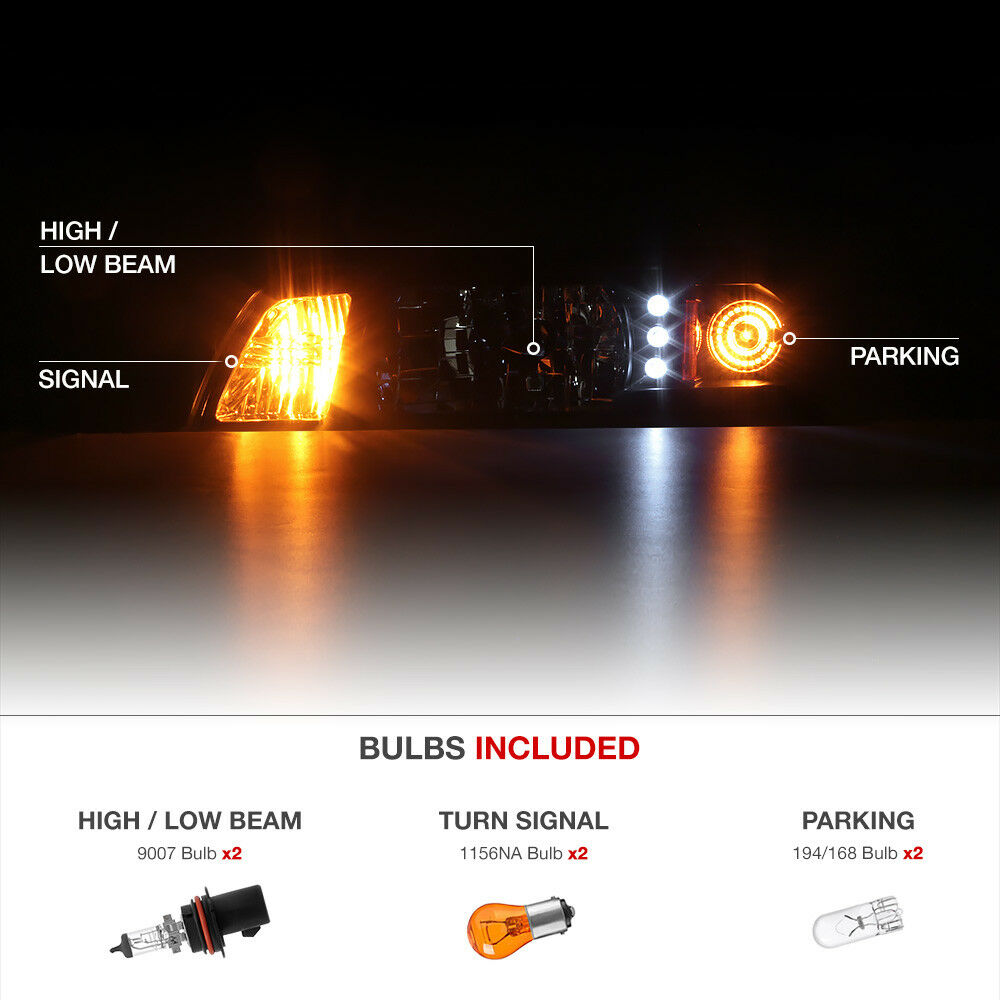 HIGH /
LOW BEAM
SIGNAL
PARKING
BULBS INCLUDED
HIGH / LOW BEAM
9007 Bulb x2
TURN SIGNAL
1156NA Bulb x2
PARKING
194/168 Bulb x2